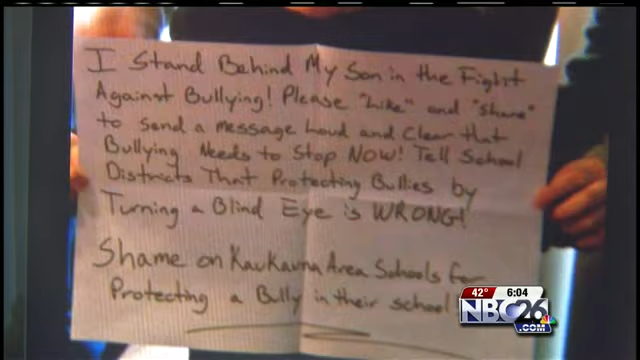 I Stand Behind My Son in the Fight
Against Bullying! Please "Like" and "Share"
to send a message Loud and Clear that
Bullying Needs to Stop NOW! Tell School
Districts That Protecting Bullies by
Turning a Blind Eye is WRONG!
Shame on Kaukauna Area Schools for
Protecting a Bully in their school
42° 6:04
NBC26
.COM